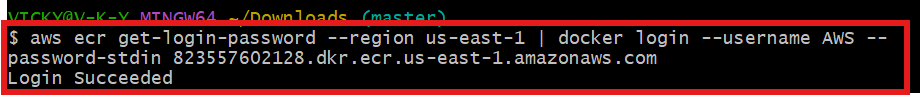 VICKY@V-K-Y MINGW64 ~/Downloads (master)
$ aws ecr get-login-password --region us-east-1 | docker login --username AWS --
password-stdin 823557602128.dkr.ecr.us-east-1.amazonaws.com
Login Succeeded